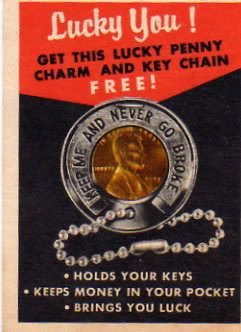 Lucky You!
GET THIS LUCKY PENNY
CHARM AND KEY CHAIN
FREE!
KEEP ME AND NEVER GO BROKE
LIBERTY
• HOLDS YOUR KEYS
• KEEPS MONEY IN YOUR POCKET
• BRINGS YOU LUCK